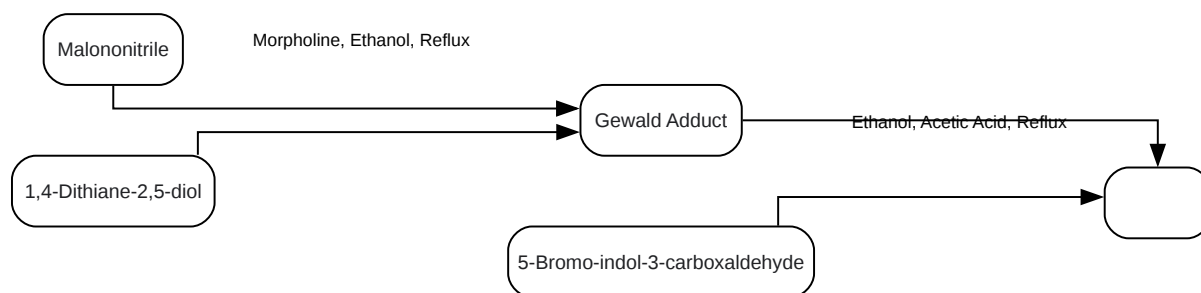 Malononitrile
Morpholine, Ethanol, Reflux
Gewald Adduct
Ethanol, Acetic Acid, Reflux
1,4-Dithiane-2,5-diol
5-Bromo-indol-3-carboxaldehyde